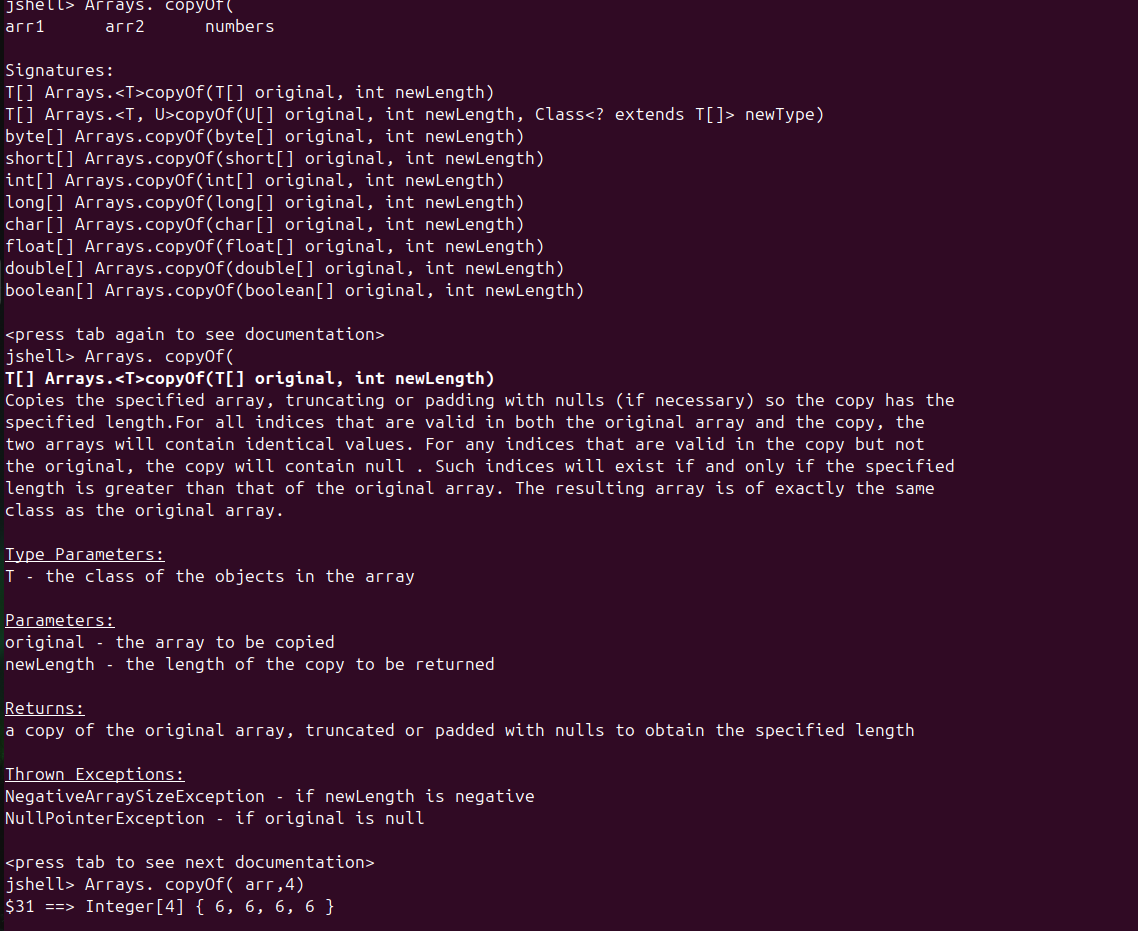 jshell> Arrays. copyOf(
arr1      arr2      numbers
Signatures:
T[] Arrays.<T>copyOf(T[] original, int newLength)
T[] Arrays.<T, U>copyOf(U[] original, int newLength, Class<? extends T[]> newType)
byte[] Arrays.copyOf(byte[] original, int newLength)
short[] Arrays.copyOf(short[] original, int newLength)
int[] Arrays.copyOf(int[] original, int newLength)
long[] Arrays.copyOf(long[] original, int newLength)
char[] Arrays.copyOf(char[] original, int newLength)
float[] Arrays.copyOf(float[] original, int newLength)
double[] Arrays.copyOf(double[] original, int newLength)
boolean[] Arrays.copyOf(boolean[] original, int newLength)
<press tab again to see documentation>
jshell> Arrays. copyOf(
T[] Arrays.<T>copyOf(T[] original, int newLength)
Copies the specified array, truncating or padding with nulls (if necessary) so the copy has the
specified length.For all indices that are valid in both the original array and the copy, the
two arrays will contain identical values. For any indices that are valid in the copy but not
the original, the copy will contain null . Such indices will exist if and only if the specified
length is greater than that of the original array. The resulting array is of exactly the same
class as the original array.
Type Parameters:
T - the class of the objects in the array
Parameters:
original - the array to be copied
newLength - the length of the copy to be returned
Returns:
a copy of the original array, truncated or padded with nulls to obtain the specified length
Thrown Exceptions:
NegativeArraySizeException - if newLength is negative
NullPointerException - if original is null
<press tab to see next documentation>
jshell> Arrays. copyOf( arr,4)
$31 ==> Integer[4] { 6, 6, 6, 6 }